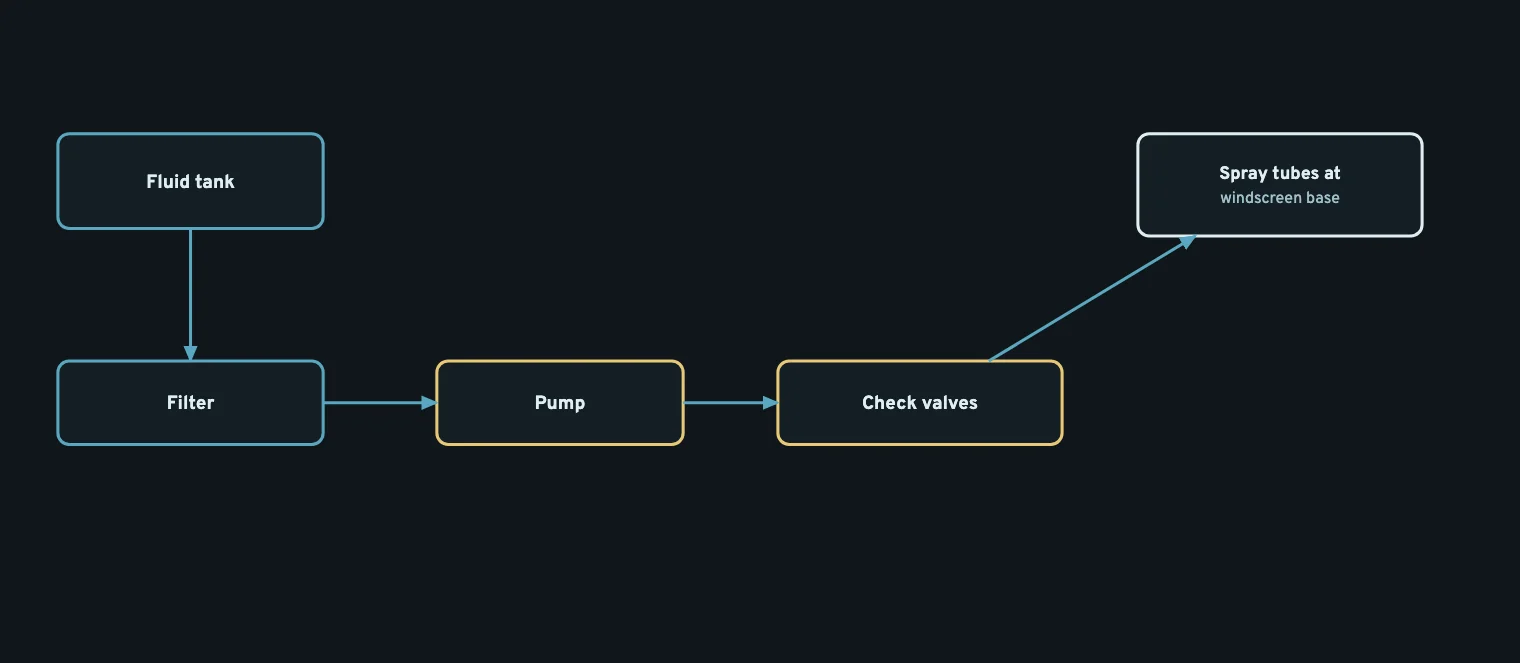 Fluid tank
Spray tubes at
windscreen base
Filter
Pump
Check valves